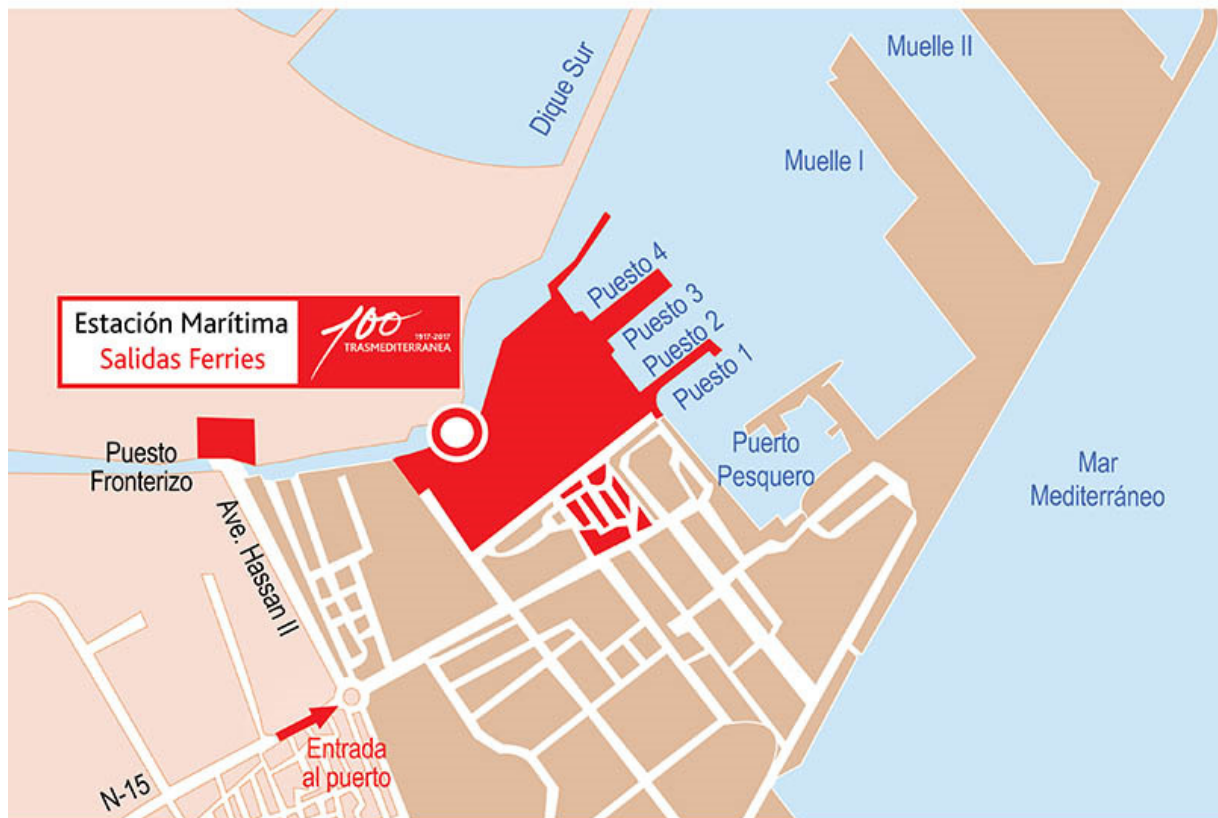 Muelle II
Dique Sur
Muelle I
Puesto 4
Puesto 3
Puesto 2
Puesto 1
Estación Marítima
Salidas Ferries
100
1917-2017
TRASMEDITERRANEA
Puesto
Fronterizo
Puerto
Pesquero
Mar
Mediterráneo
Ave. Hassan II
Entrada
al puerto
N-15